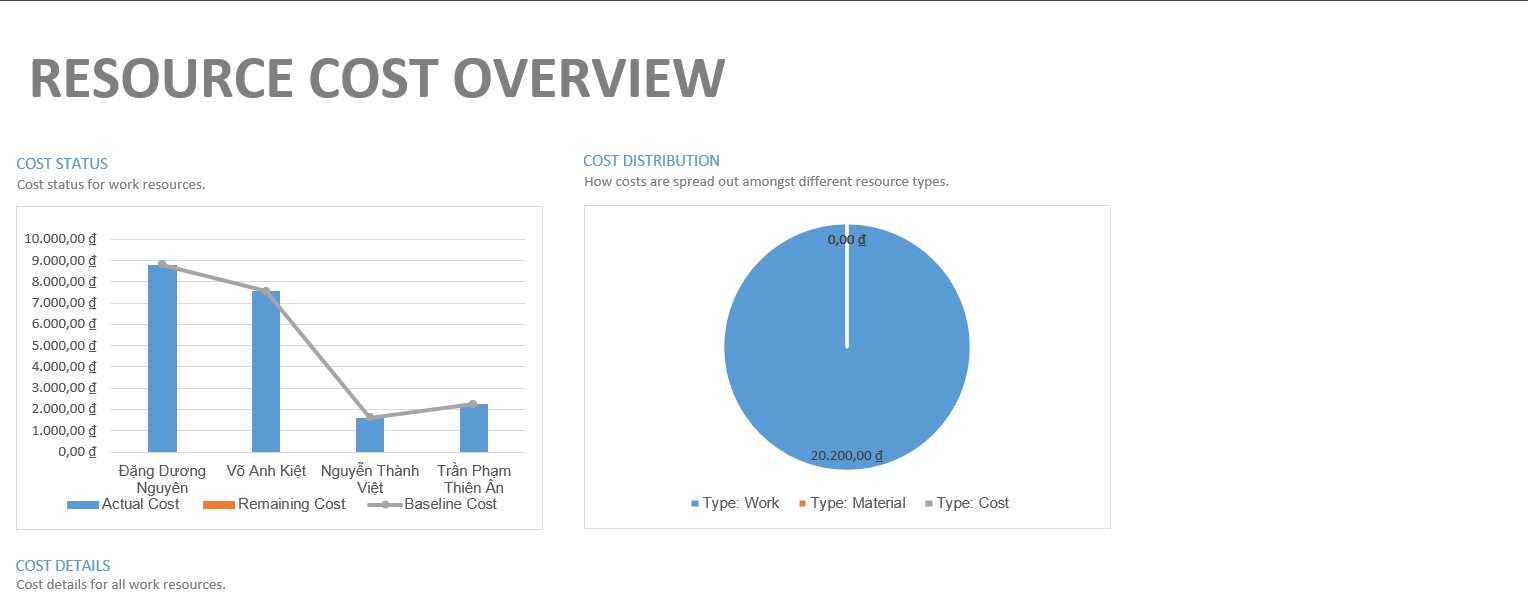 RESOURCE COST OVERVIEW
COST STATUS
Cost status for work resources.
10.000,00 ₫
9.000,00 ₫
8.000,00 ₫
7.000,00 ₫
6.000,00 ₫
5.000,00 ₫
4.000,00 ₫
3.000,00 ₫
2.000,00 ₫
1.000,00 ₫
0,00 ₫
Đặng Dương
Nguyên
Võ Anh Kiệt
Nguyễn Thành
Việt
Trần Phạm
Thiên Ân
Actual Cost
Remaining Cost
Baseline Cost
COST DISTRIBUTION
How costs are spread out amongst different resource types.
0,00 ₫
20.200,00 ₫
Type: Work
Type: Material
Type: Cost
COST DETAILS
Cost details for all work resources.